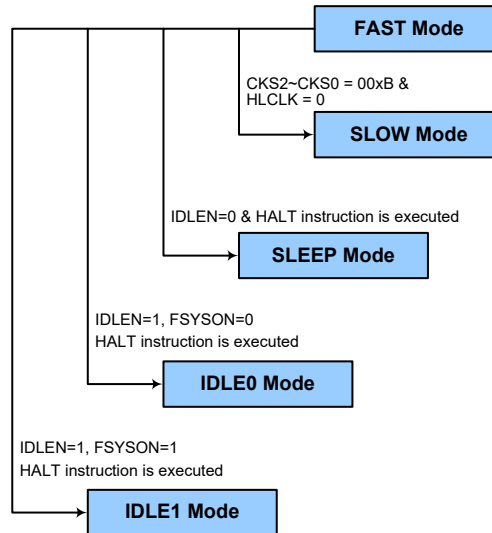 FAST Mode
CKS2~CKS0 = 00xB &
HLCLK = 0
SLOW Mode
IDLEN=0 & HALT instruction is executed
SLEEP Mode
IDLEN=1, FSYSON=0
HALT instruction is executed
IDLE0 Mode
IDLEN=1, FSYSON=1
HALT instruction is executed
IDLE1 Mode